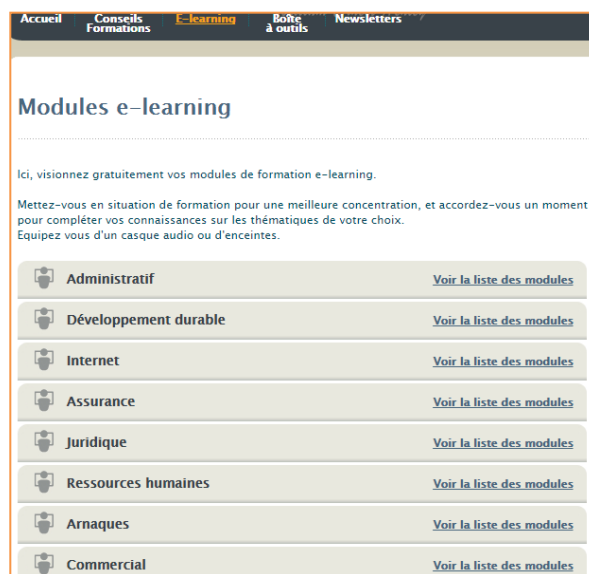 Accueil Conseils Formations E-learning Boîte à outils Newsletters
Modules e-learning
Ici, visionnez gratuitement vos modules de formation e-learning.
Mettez-vous en situation de formation pour une meilleure concentration, et accordez-vous un moment
pour compléter vos connaissances sur les thématiques de votre choix.
Equipez vous d'un casque audio ou d'enceintes.
Administratif Voir la liste des modules
Développement durable Voir la liste des modules
Internet Voir la liste des modules
Assurance Voir la liste des modules
Juridique Voir la liste des modules
Ressources humaines Voir la liste des modules
Arnaques Voir la liste des modules
Commercial Voir la liste des modules